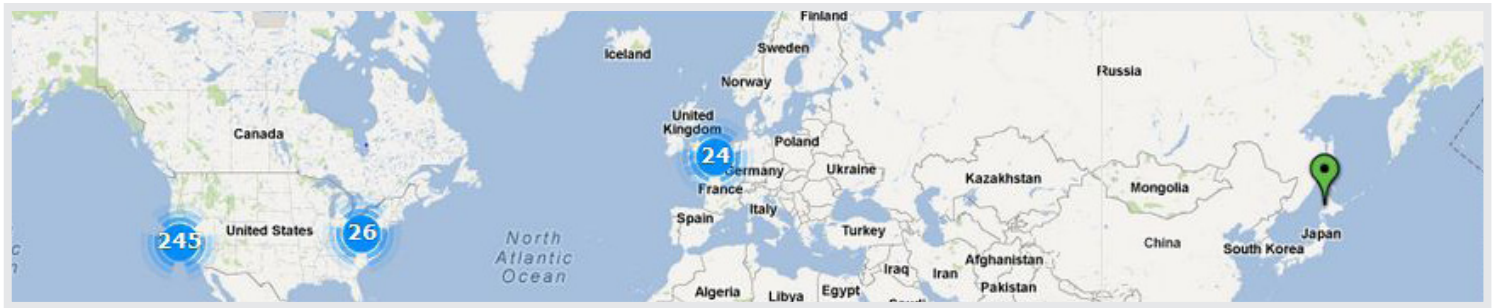 Finland
Iceland
Sweden
Norway
Russia
United
Kingdom
Canada
Poland
24
Germany
Ukraine
Kazakhstan
Mongolia
France
Spain
Italy
245
United States
26
Turkey
North
Atlantic
Ocean
China
South Korea
Japan
Iraq
Iran
Afghanistan
Pakistan
Algeria
Libya
Egypt